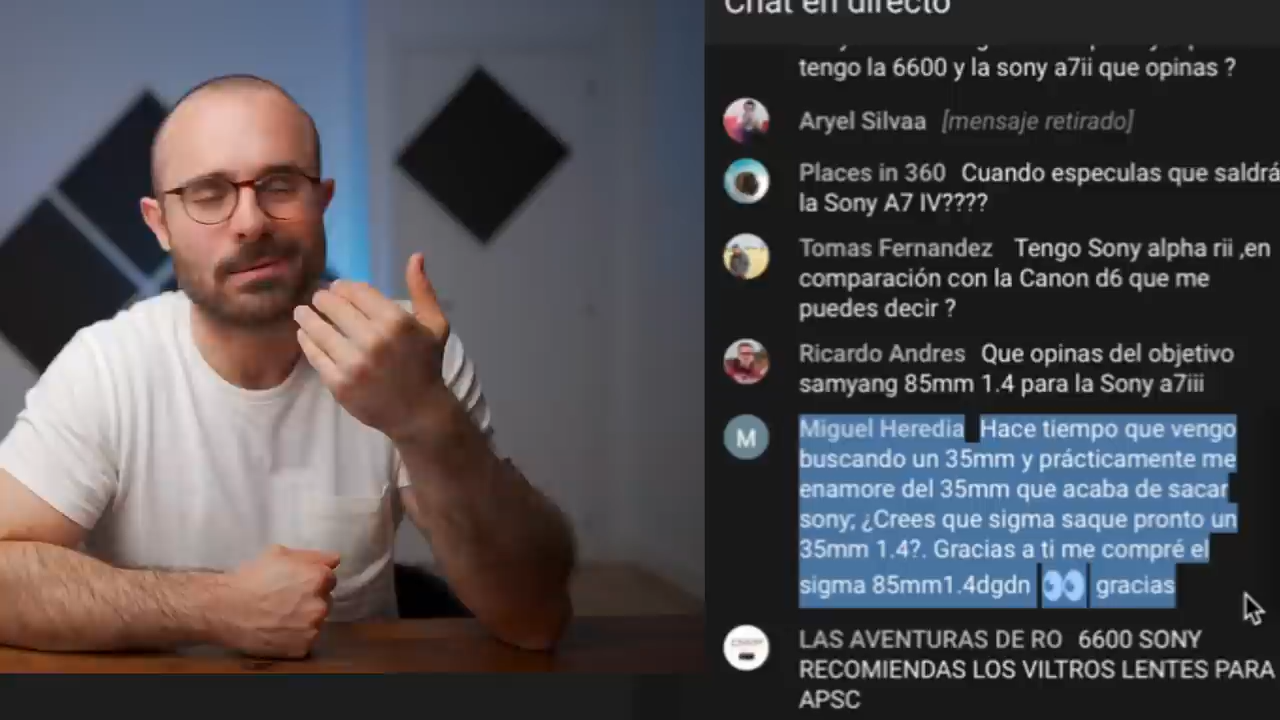 Chat en directo
tengo la 6600 y la sony a7ii que opinas ?
Aryel Silvaa [mensaje retirado]
Places in 360 Cuando especulas que saldrá
la Sony A7 IV????
Tomas Fernandez Tengo Sony alpha rii ,en
comparación con la Canon d6 que me
puedes decir ?
Ricardo Andres Que opinas del objetivo
samyang 85mm 1.4 para la Sony a7iii
M
Miguel Heredia Hace tiempo que vengo
buscando un 35mm y prácticamente me
enamore del 35mm que acaba de sacar
sony; ¿Crees que sigma saque pronto un
35mm 1.4?. Gracias a ti me compré el
sigma 85mm1.4dgdn 👀 gracias
LAS AVENTURAS DE RO 6600 SONY
RECOMIENDAS LOS VILTROS LENTES PARA
APSC